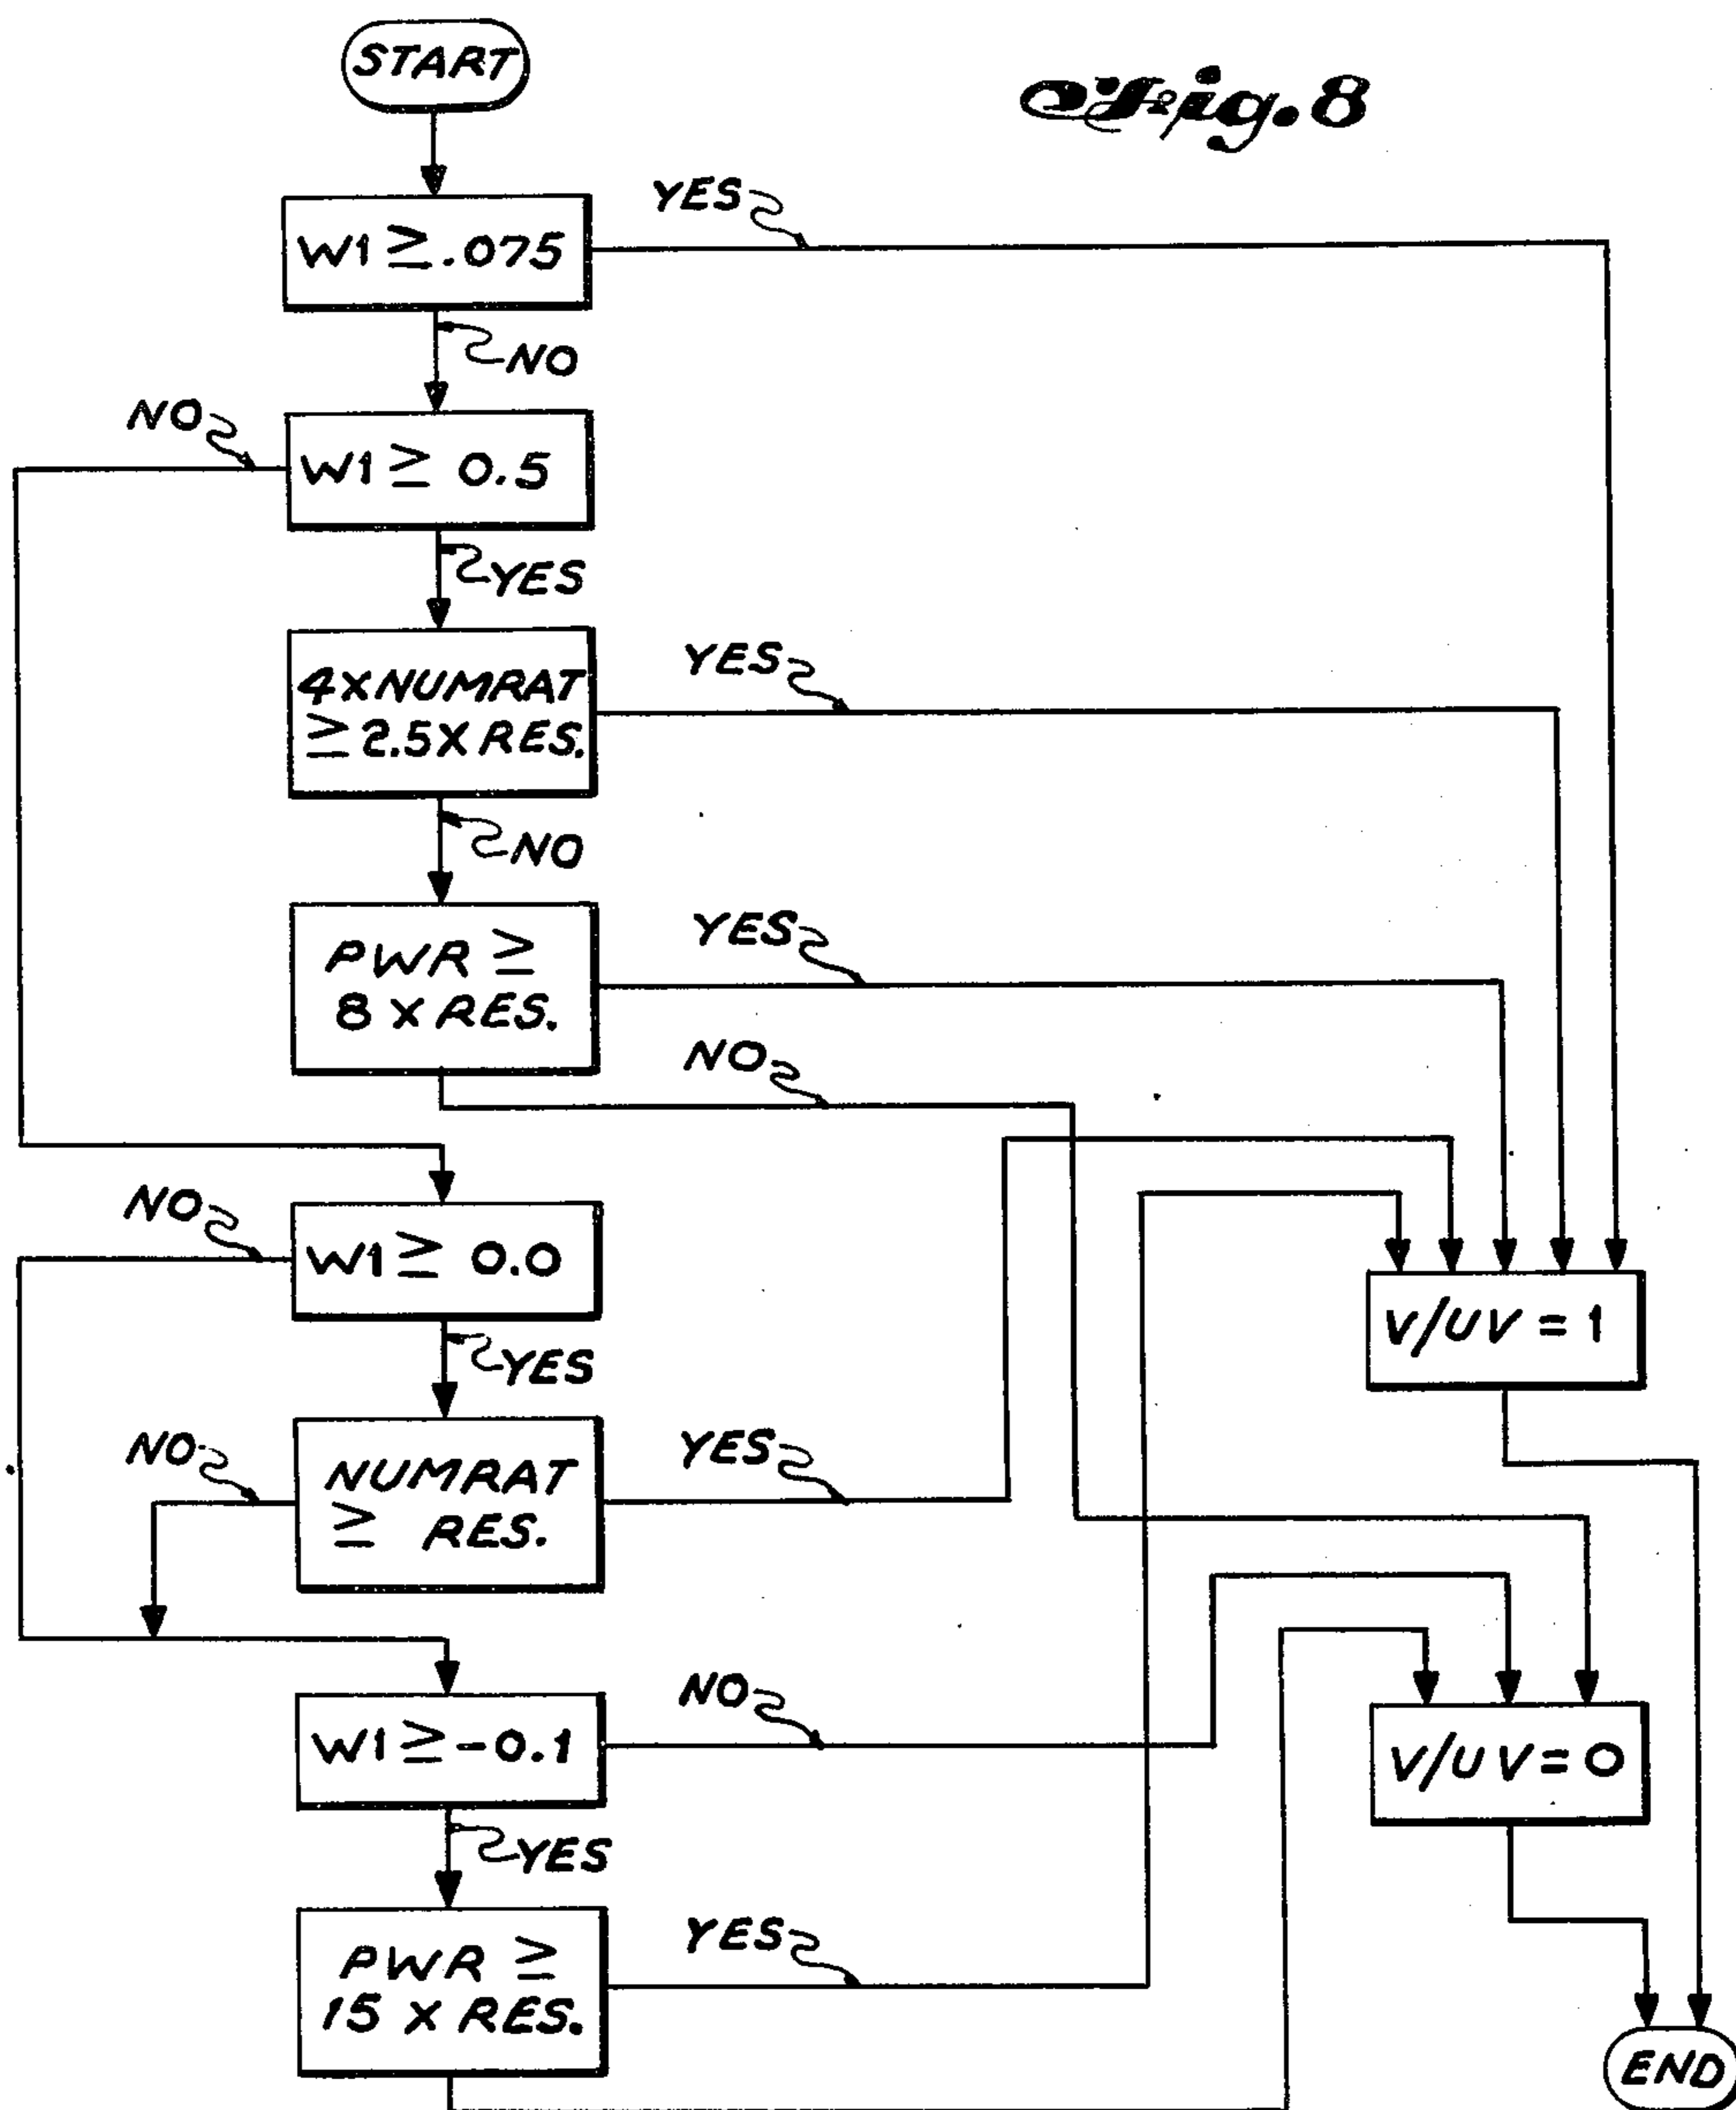 START
Fig. 8
YES
W1 ≥ .075
NO
NO
W1 ≥ 0.5
YES
4 X NUMRAT
≥ 2.5 X RES.
YES
NO
PWR ≥
8 X RES.
YES
NO
NO
W1 ≥ 0.0
YES
V/UV = 1
NO
NUMRAT
≥ RES.
YES
W1 ≥ -0.1
NO
V/UV = 0
YES
PWR ≥
15 X RES.
YES
END